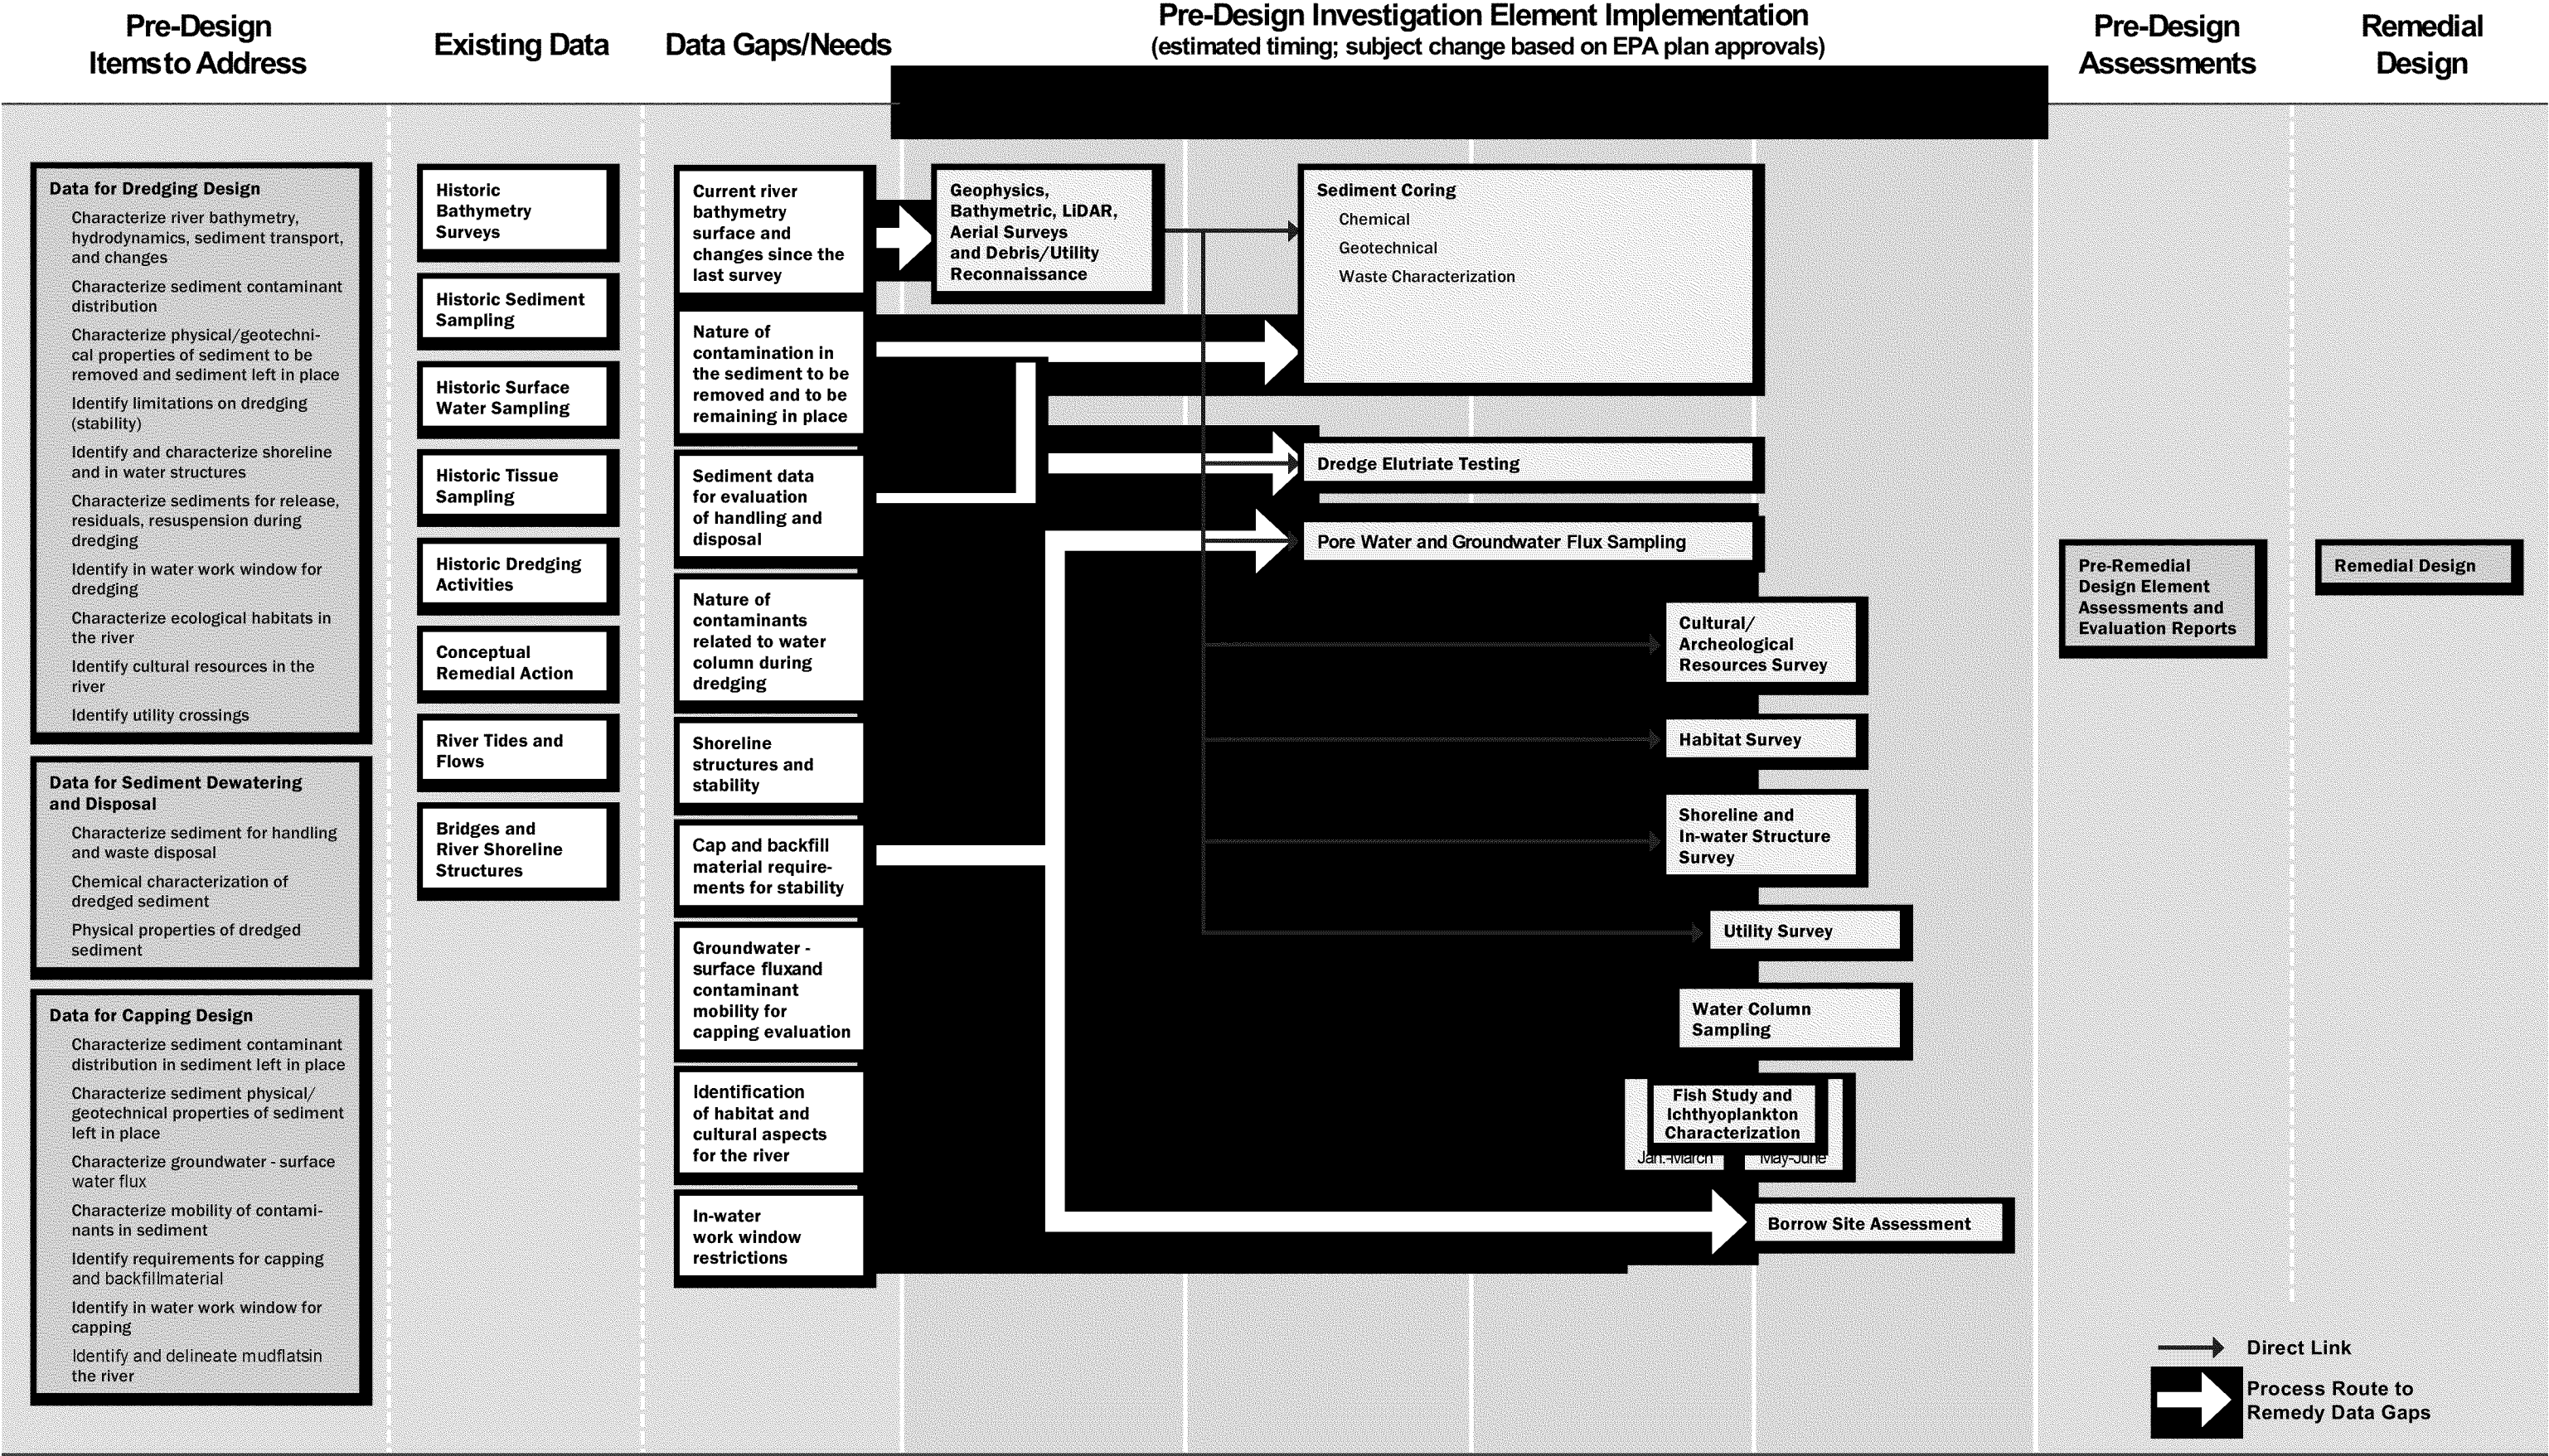 Pre-Design
Items to Address
Existing Data
Data Gaps/Needs
Pre-Design Investigation Element Implementation
(estimated timing; subject change based on EPA plan approvals)
Pre-Design
Assessments
Remedial
Design
Data for Dredging Design
Characterize river bathymetry,
hydrodynamics, sediment transport,
and changes
Characterize sediment contaminant
distribution
Characterize physical/geotechni-
cal properties of sediment to be
removed and sediment left in place
Identify limitations on dredging
(stability)
Identify and characterize shoreline
and in water structures
Characterize sediments for release,
residuals, resuspension during
dredging
Identify in water work window for
dredging
Characterize ecological habitats in
the river
Identify cultural resources in the
river
Identify utility crossings
Data for Sediment Dewatering
and Disposal
Characterize sediment for handling
and waste disposal
Chemical characterization of
dredged sediment
Physical properties of dredged
sediment
Data for Capping Design
Characterize sediment contaminant
distribution in sediment left in place
Characterize sediment physical/
geotechnical properties of sediment
left in place
Characterize groundwater - surface
water flux
Characterize mobility of contami-
nants in sediment
Identify requirements for capping
and backfillmaterial
Identify in water work window for
capping
Identify and delineate mudflatsin
the river
Historic
Bathymetry
Surveys
Historic Sediment
Sampling
Historic Surface
Water Sampling
Historic Tissue
Sampling
Historic Dredging
Activities
Conceptual
Remedial Action
River Tides and
Flows
Bridges and
River Shoreline
Structures
Current river
bathymetry
surface and
changes since the
last survey
Nature of
contamination in
the sediment to be
removed and to be
remaining in place
Sediment data
for evaluation
of handling and
disposal
Nature of
contaminants
related to water
column during
dredging
Shoreline
structures and
stability
Cap and backfill
material require-
ments for stability
Groundwater -
surface fluxand
contaminant
mobility for
capping evaluation
Identification
of habitat and
cultural aspects
for the river
In-water
work window
restrictions
Geophysics,
Bathymetric, LiDAR,
Aerial Surveys
and Debris/Utility
Reconnaissance
Sediment Coring
Chemical
Geotechnical
Waste Characterization
Dredge Elutriate Testing
Pore Water and Groundwater Flux Sampling
Cultural/
Archeological
Resources Survey
Habitat Survey
Shoreline and
In-water Structure
Survey
Utility Survey
Water Column
Sampling
Fish Study and
Ichthyoplankton
Characterization
Jan.-March
May-June
Borrow Site Assessment
Pre-Remedial
Design Element
Assessments and
Evaluation Reports
Remedial Design
Direct Link
Process Route to
Remedy Data Gaps